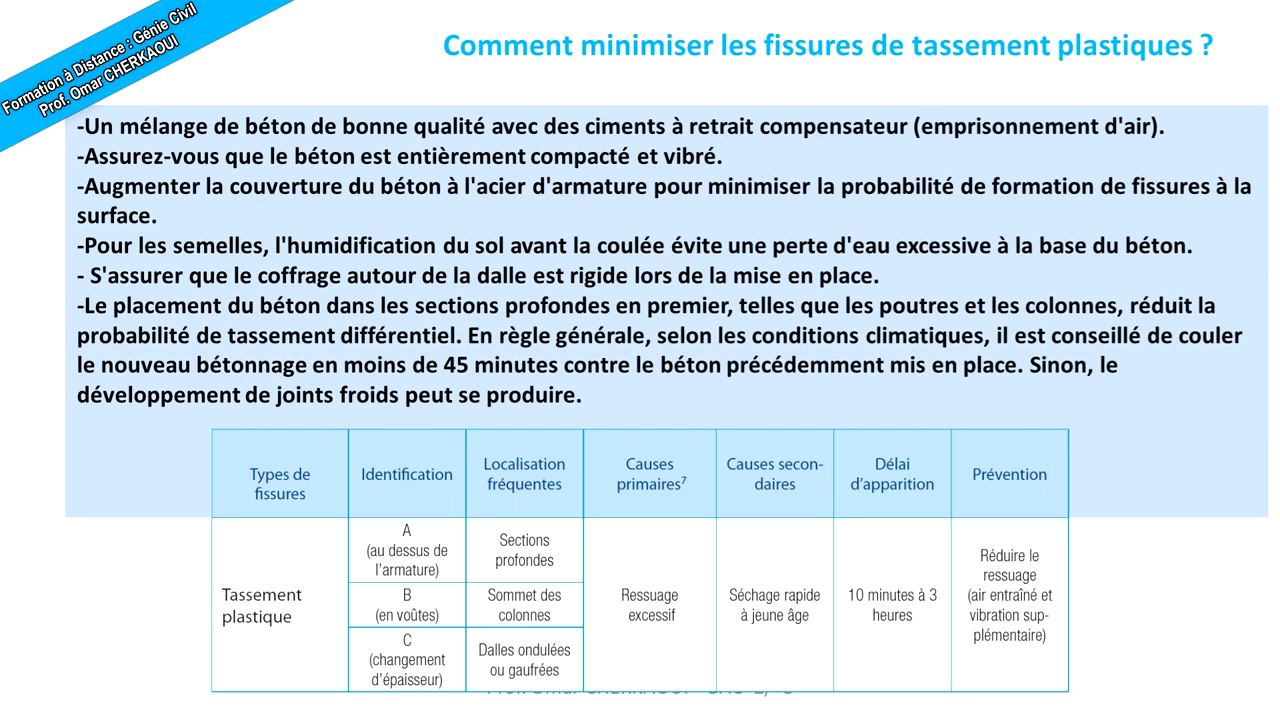 Formation à Distance : Génie Civil
Prof. Omar CHERKAOUI
Comment minimiser les fissures de tassement plastiques ?
-Un mélange de béton de bonne qualité avec des ciments à retrait compensateur (emprisonnement d'air).
-Assurez-vous que le béton est entièrement compacté et vibré.
-Augmenter la couverture du béton à l'acier d'armature pour minimiser la probabilité de formation de fissures à la
surface.
-Pour les semelles, l'humidification du sol avant la coulée évite une perte d'eau excessive à la base du béton.
- S'assurer que le coffrage autour de la dalle est rigide lors de la mise en place.
-Le placement du béton dans les sections profondes en premier, telles que les poutres et les colonnes, réduit la
probabilité de tassement différentiel. En règle générale, selon les conditions climatiques, il est conseillé de couler
le nouveau bétonnage en moins de 45 minutes contre le béton précédemment mis en place. Sinon, le
développement de joints froids peut se produire.
Types de
fissures
Identification
Localisation
fréquentes
Causes
primaires⁷
Causes secon-
daires
Délai
d'apparition
Prévention
Tassement
plastique
A
(au dessus de
l'armature)
Sections
profondes
B
(en voûtes)
Sommet des
colonnes
C
(changement
d'épaisseur)
Dalles ondulées
ou gaufrées
Ressuage
excessif
Séchage rapide
à jeune âge
10 minutes à 3
heures
Réduire le
ressuage
(air entraîné et
vibration sup-
plémentaire)
Prof. Omar CHERKAOUI